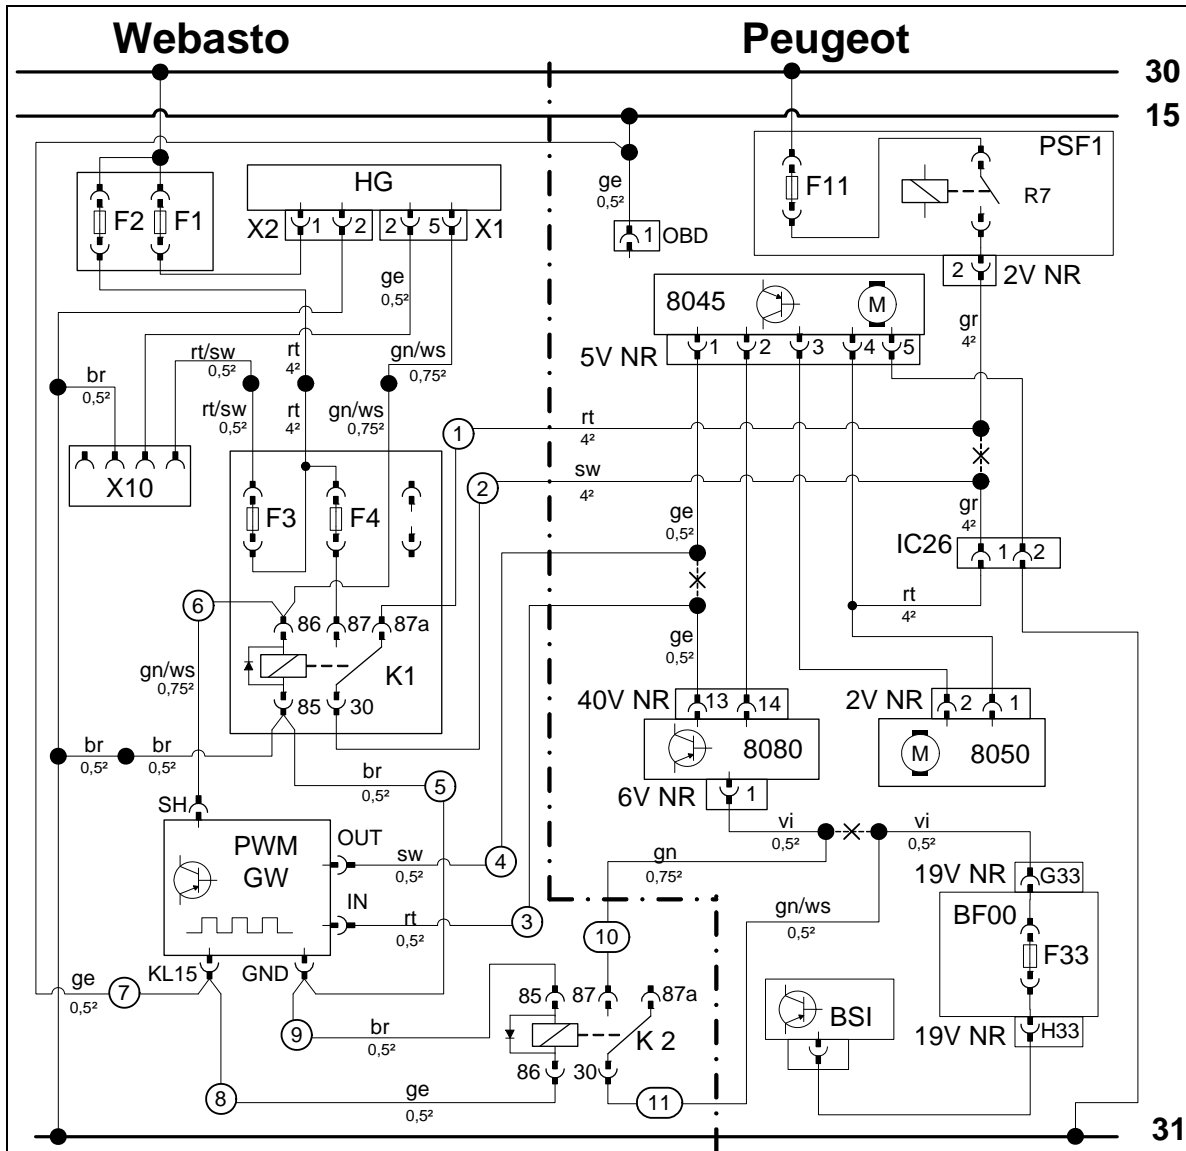 Webasto Peugeot
30
15
PSF1
F11
R7
HG
F2 F1
X2 1 2 2 5 X1
ge
0,5²
1 OBD
2 2V NR
ge
0,5²
8045 M
gr
4²
5V NR 1 2 3 4 5
rt/sw
0,5²
rt
4²
gn/ws
0,75²
br
0,5²
rt/sw
0,5²
rt
4²
gn/ws
0,75²
1
rt
4²
X10
2
sw
4²
F3 F4
ge
0,5²
gr
4²
IC26 1 2
6
86 87 87a
rt
4²
ge
0,5²
gn/ws
0,75²
K1
85 30
40V NR 13 14
2V NR 2 1
8080
M 8050
br
0,5²
br
0,5²
br
0,5²
5
6V NR 1
SH
vi
0,5²
vi
0,5²
PWM
GW
OUT
sw
0,5²
4
gn
0,75²
19V NR G33
IN
rt
0,5²
3
gn/ws
0,5²
BF00
F33
10
KL15 GND
ge
0,5²
7
85 87 87a
BSI
9
br
0,5²
K 2
19V NR H33
86 30
8
ge
0,5²
11
31